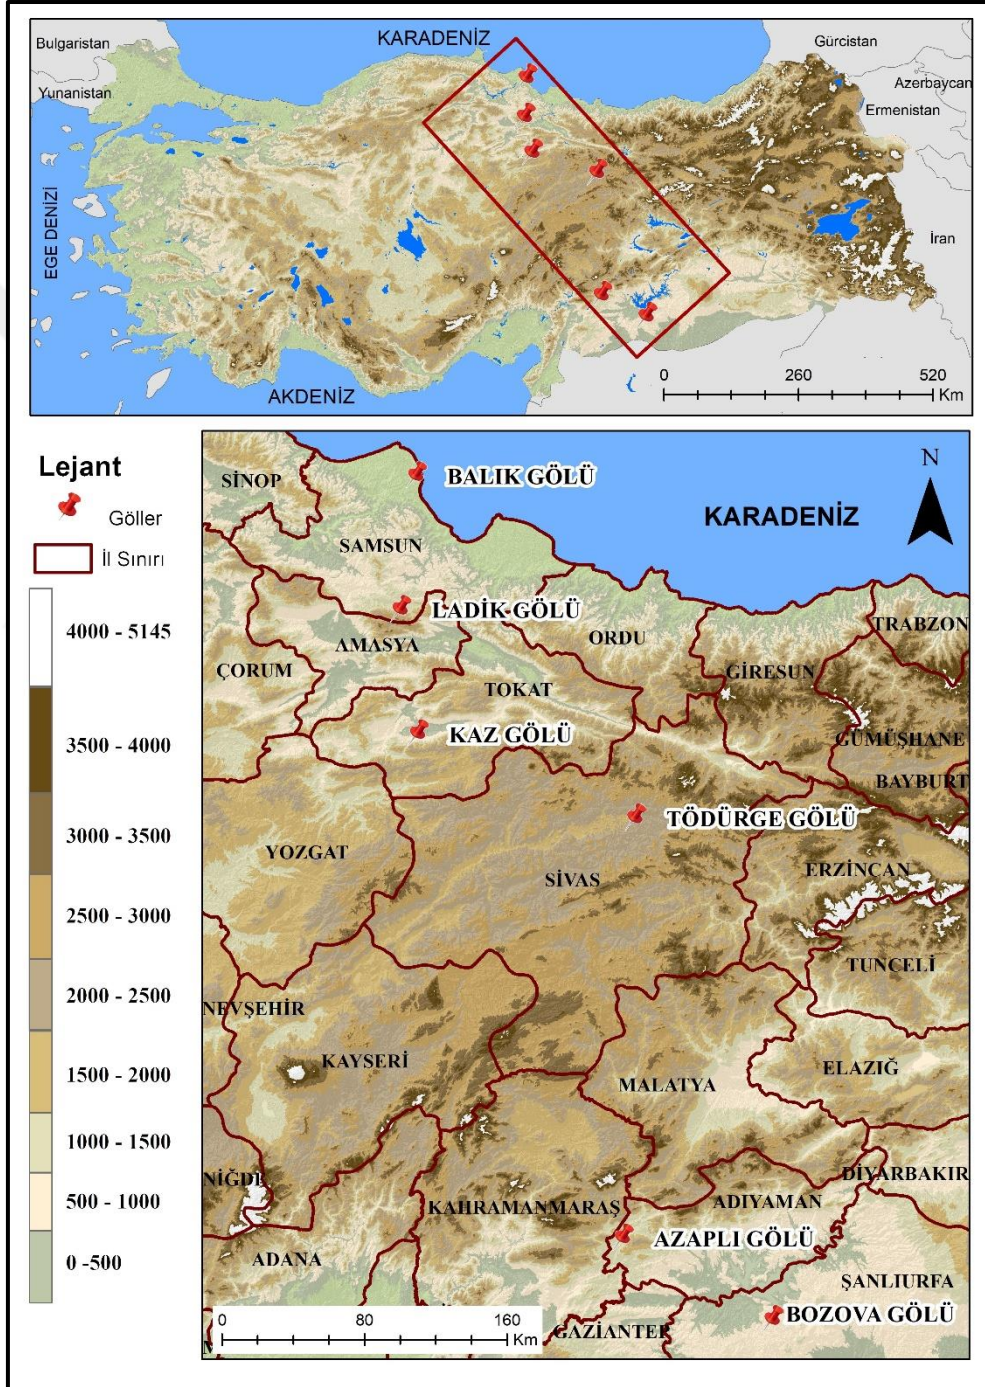 Bulgaristan
KARADENİZ
Gürcistan
Yunanistan
Azerbaycan
Ermenistan
EGE DENİZİ
İran
AKDENİZ
0 260 520
Km
Lejant
Göller
İl Sınırı
4000 - 5145
3500 - 4000
3000 - 3500
2500 - 3000
2000 - 2500
1500 - 2000
1000 - 1500
500 - 1000
0 -500
N
SİNOP
BALIK GÖLÜ
KARADENİZ
SAMSUN
LADİK GÖLÜ
ORDU
TRABZON
AMASYA
ÇORUM
GİRESUN
TOKAT
KAZ GÖLÜ
GÜMÜŞHANE
BAYBURT
TÖDÜRGE GÖLÜ
YOZGAT
ERZİNCAN
SİVAS
TUNCELİ
NEVŞEHİR
KAYSERİ
ELAZIĞ
MALATYA
NİĞDE
DİYARBAKIR
KAHRAMANMARAŞ
ADIYAMAN
AZAPLI GÖLÜ
ADANA
ŞANLIURFA
BOZOVA GÖLÜ
GAZİANTEP
0 80 160
Km